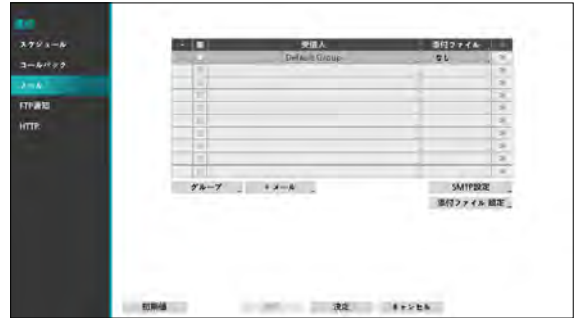 通知
スケジュール
コールバック
メール
FTP通知
HTTP
受信人 添付ファイル
Default Group なし
グループ + メール SMTP設定
添付ファイル 設定
初期値 決定 キャンセル